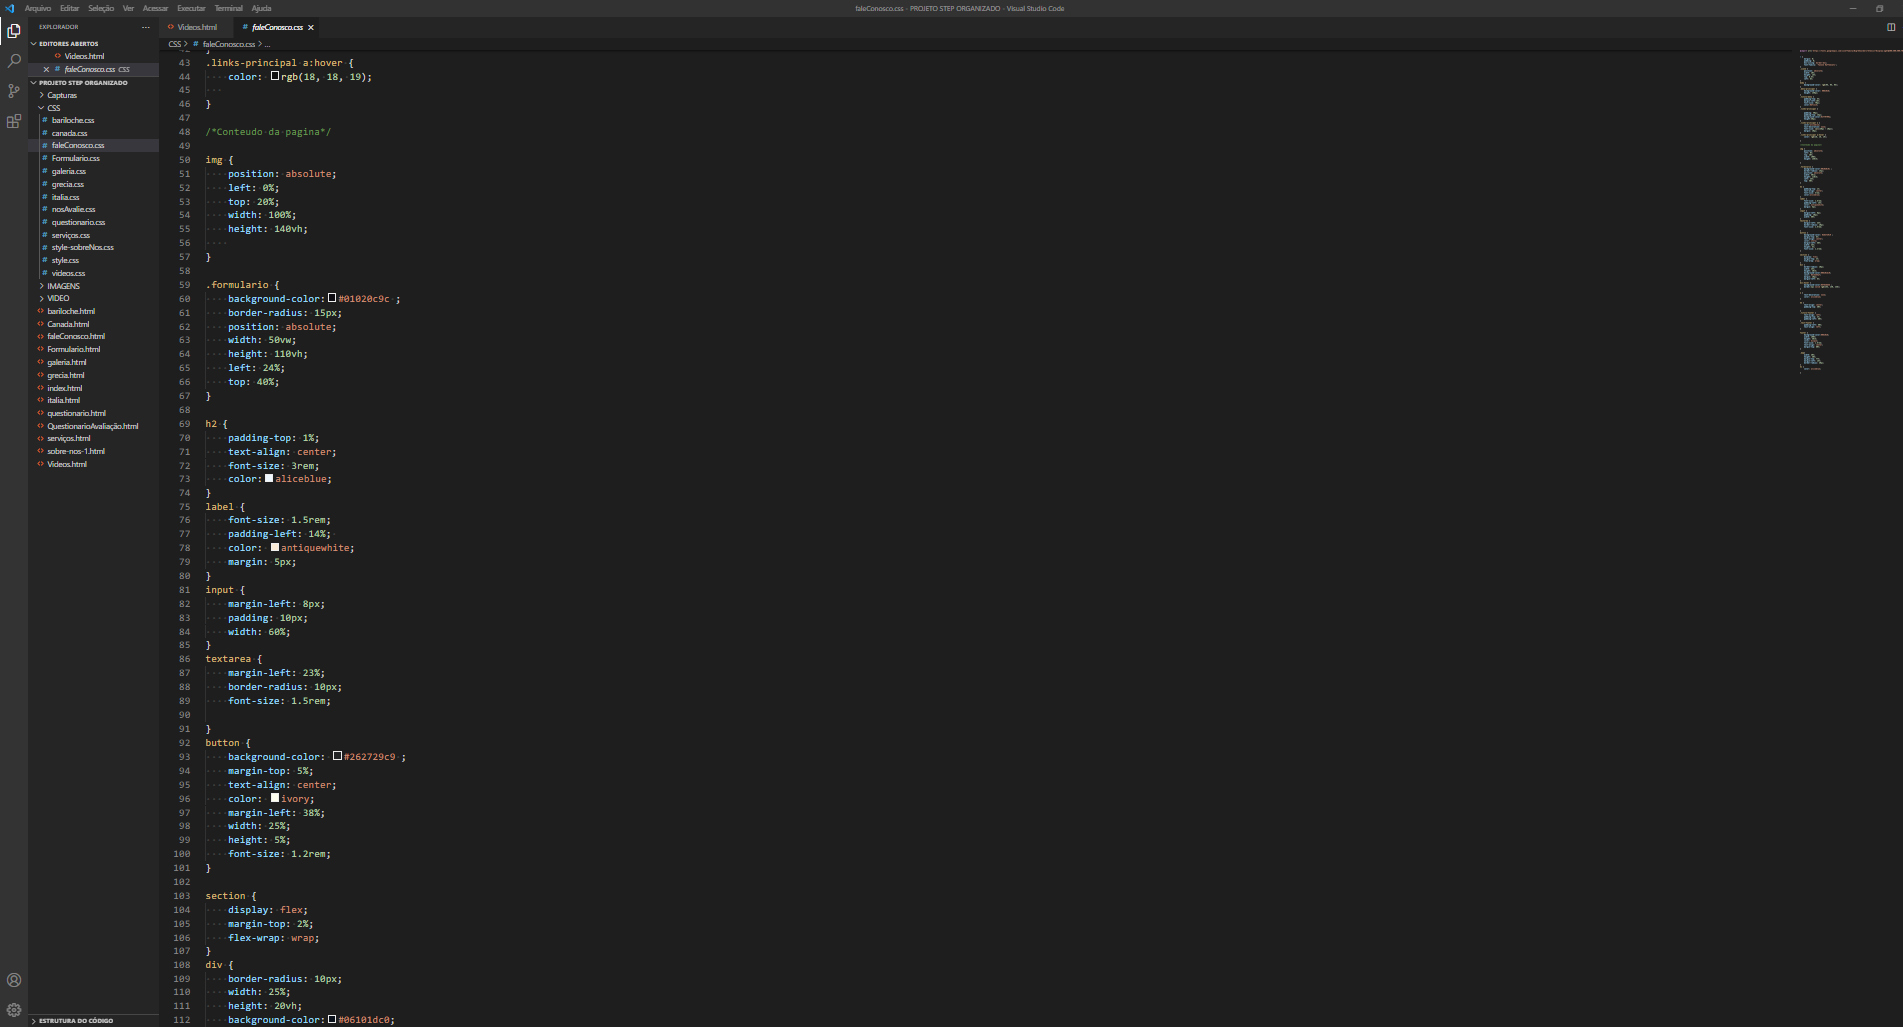 Arquivo Editar Seleção Ver Acessar Executar Terminal Ajuda
faleConosco.css - PROJETO STEP ORGANIZADO - Visual Studio Code
EXPLORADOR ...
EDITORES ABERTOS
Videos.html
faleConosco.css CSS
PROJETO STEP ORGANIZADO
Capturas
CSS
bariloche.css
canada.css
faleConosco.css
Formulario.css
galeria.css
grecia.css
italia.css
nosAvalie.css
questionario.css
serviços.css
style-sobreNos.css
style.css
videos.css
IMAGENS
VIDEO
bariloche.html
Canada.html
faleConosco.html
Formulario.html
galeria.html
grecia.html
index.html
italia.html
questionario.html
QuestionarioAvaliação.html
serviços.html
sobre-nos-1.html
Videos.html
ESTRUTURA DO CÓDIGO
Videos.html # faleConosco.css
CSS > # faleConosco.css > ...
43 .links-principal a:hover {
44 color: rgb(18, 18, 19);
45
46 }
47
48 /*Conteudo da pagina*/
49
50 img {
51 position: absolute;
52 left: 0%;
53 top: 20%;
54 width: 100%;
55 height: 140vh;
56
57 }
58
59 .formulario {
60 background-color: #01020c9c ;
61 border-radius: 15px;
62 position: absolute;
63 width: 50vw;
64 height: 110vh;
65 left: 24%;
66 top: 40%;
67 }
68
69 h2 {
70 padding-top: 1%;
71 text-align: center;
72 font-size: 3rem;
73 color: aliceblue;
74 }
75 label {
76 font-size: 1.5rem;
77 padding-left: 14%;
78 color: antiquewhite;
79 margin: 5px;
80 }
81 input {
82 margin-left: 8px;
83 padding: 10px;
84 width: 60%;
85 }
86 textarea {
87 margin-left: 23%;
88 border-radius: 10px;
89 font-size: 1.5rem;
90
91 }
92 button {
93 background-color: #262729c9 ;
94 margin-top: 5%;
95 text-align: center;
96 color: ivory;
97 margin-left: 38%;
98 width: 25%;
99 height: 5%;
100 font-size: 1.2rem;
101 }
102
103 section {
104 display: flex;
105 margin-top: 2%;
106 flex-wrap: wrap;
107 }
108 div {
109 border-radius: 10px;
110 width: 25%;
111 height: 20vh;
112 background-color: #06101dc0;